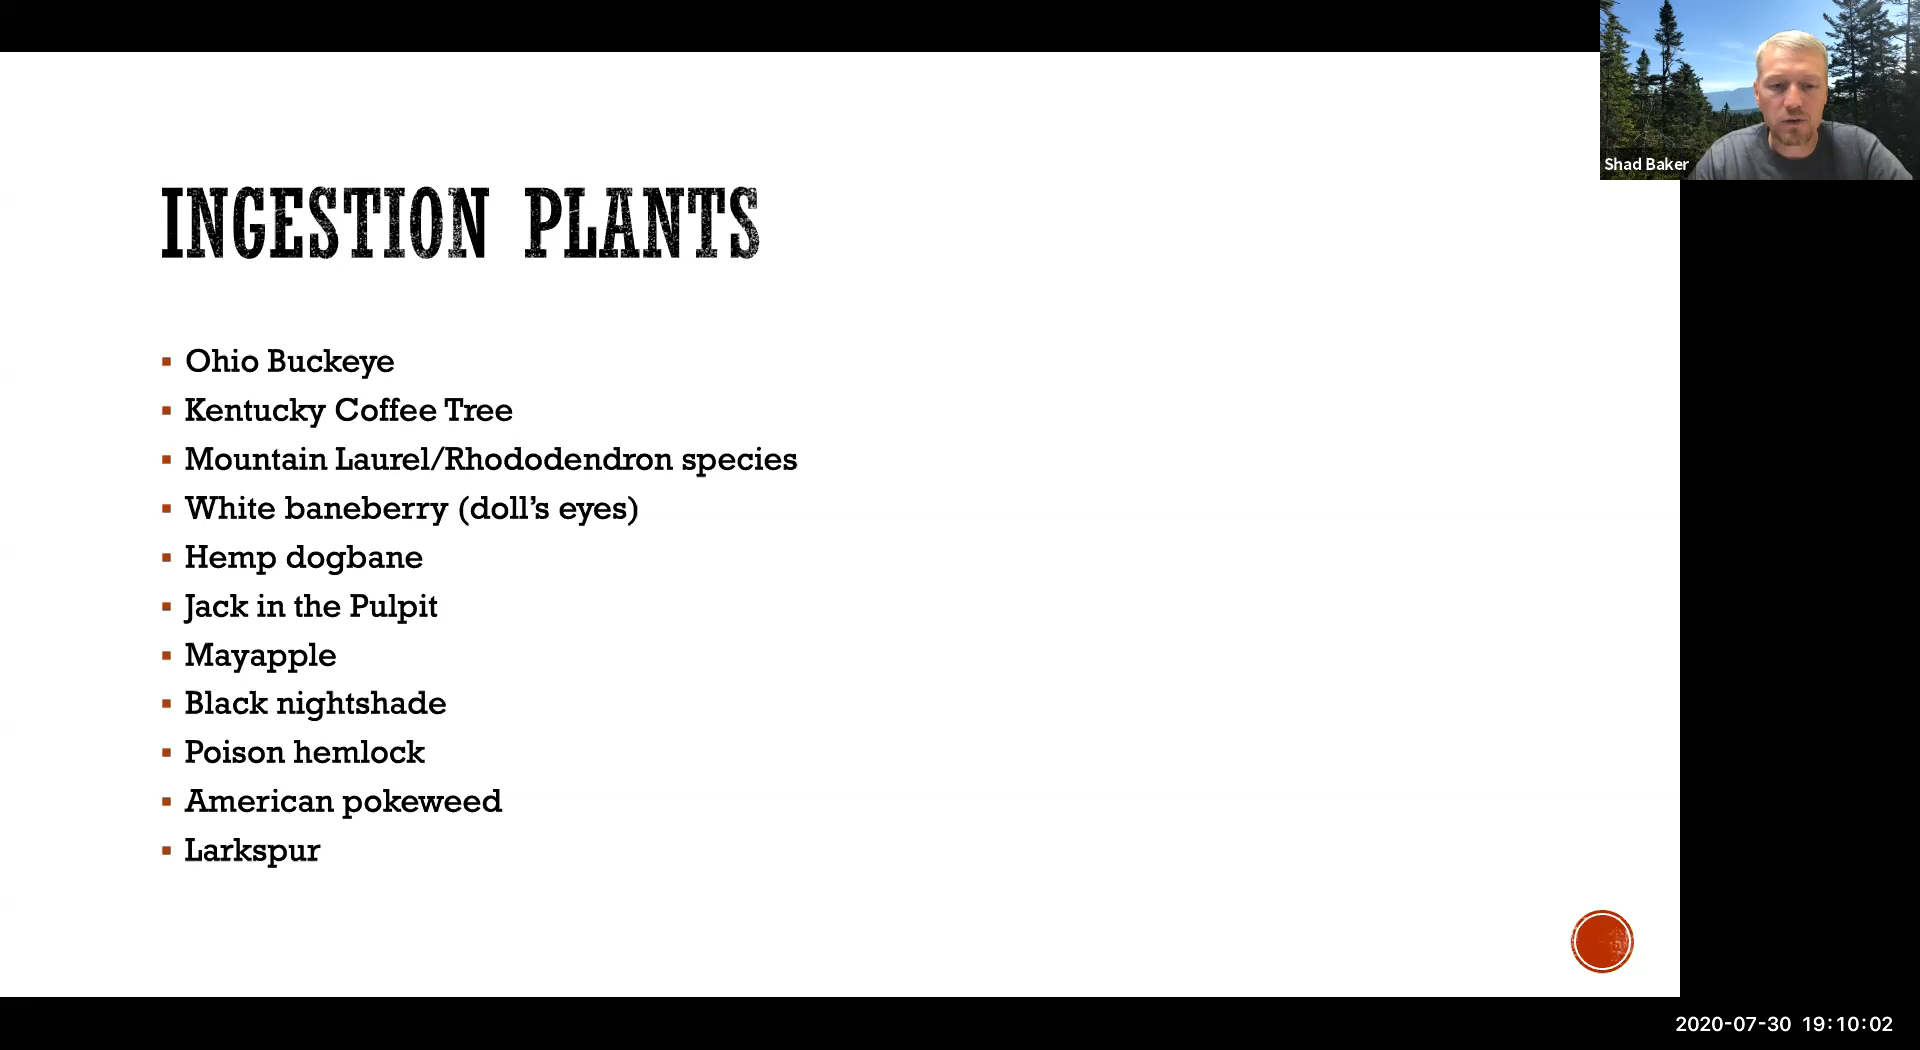 Shad Baker
INGESTION PLANTS
▪ Ohio Buckeye
▪ Kentucky Coffee Tree
▪ Mountain Laurel/Rhododendron species
▪ White baneberry (doll’s eyes)
▪ Hemp dogbane
▪ Jack in the Pulpit
▪ Mayapple
▪ Black nightshade
▪ Poison hemlock
▪ American pokeweed
▪ Larkspur
2020-07-30 19:10:02